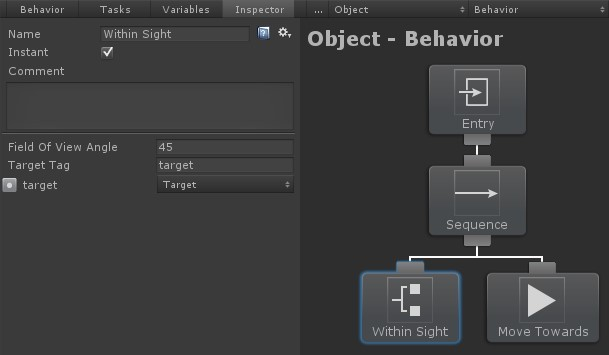 Behavior Tasks Variables Inspector
Name Within Sight
Instant
Comment
Field Of View Angle 45
Target Tag target
target Target
... Object Behavior
Object - Behavior
Entry
Sequence
Within Sight Move Towards